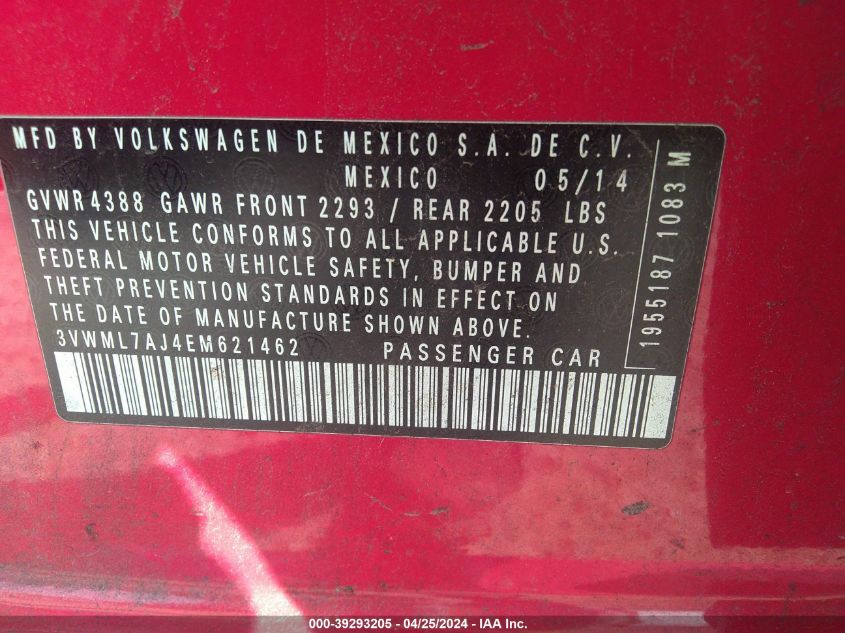 MFD BY VOLKSWAGEN DE MEXICO S.A. DE C.V.
MEXICO 05/14
GVWR 4388 GAWR FRONT 2293 / REAR 2205 LBS
THIS VEHICLE CONFORMS TO ALL APPLICABLE U.S.
FEDERAL MOTOR VEHICLE SAFETY, BUMPER AND
THEFT PREVENTION STANDARDS IN EFFECT ON
THE DATE OF MANUFACTURE SHOWN ABOVE.
3VWML7AJ4EM621462 PASSENGER CAR
1955187 1083 M
000-39293205 - 04/25/2024 - IAA Inc.